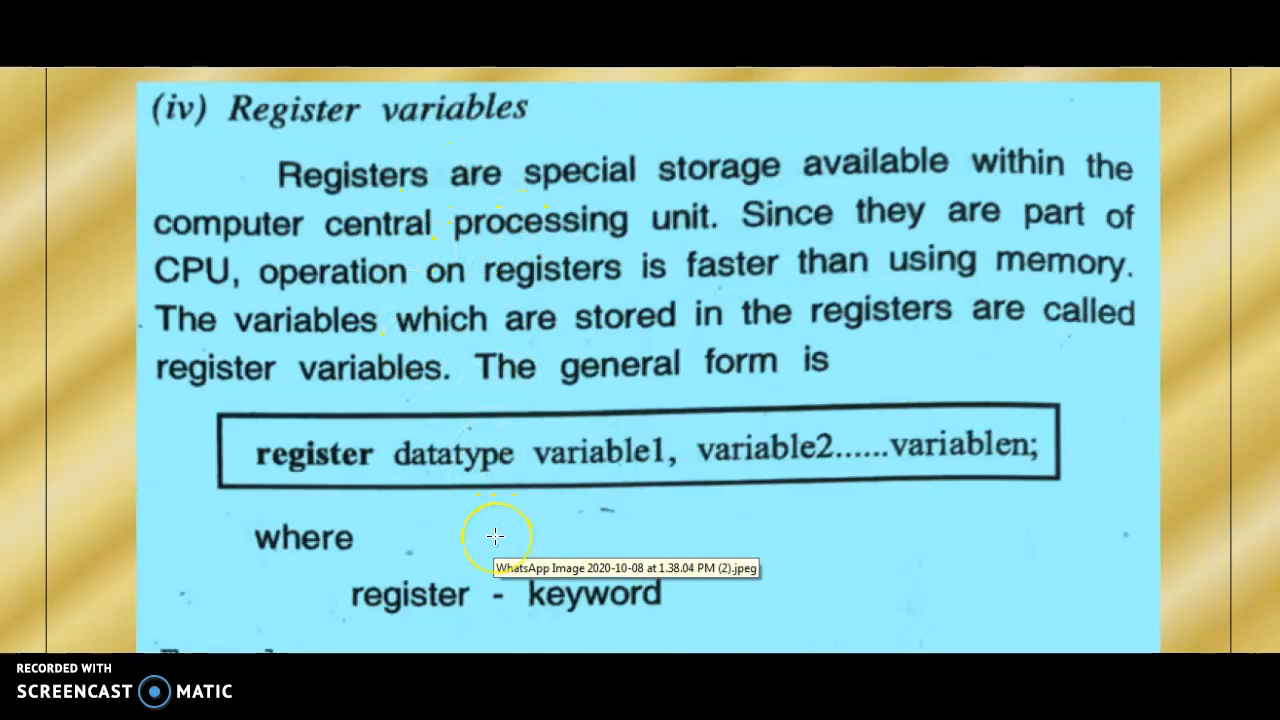 (iv) Register variables
Registers are special storage available within the
computer central processing unit. Since they are part of
CPU, operation on registers is faster than using memory.
The variables which are stored in the registers are called
register variables. The general form is
register datatype variable1, variable2......variablen;
where
WhatsApp Image 2020-10-08 at 1.38.04 PM (2).jpeg
register - keyword
RECORDED WITH
SCREENCAST MATIC